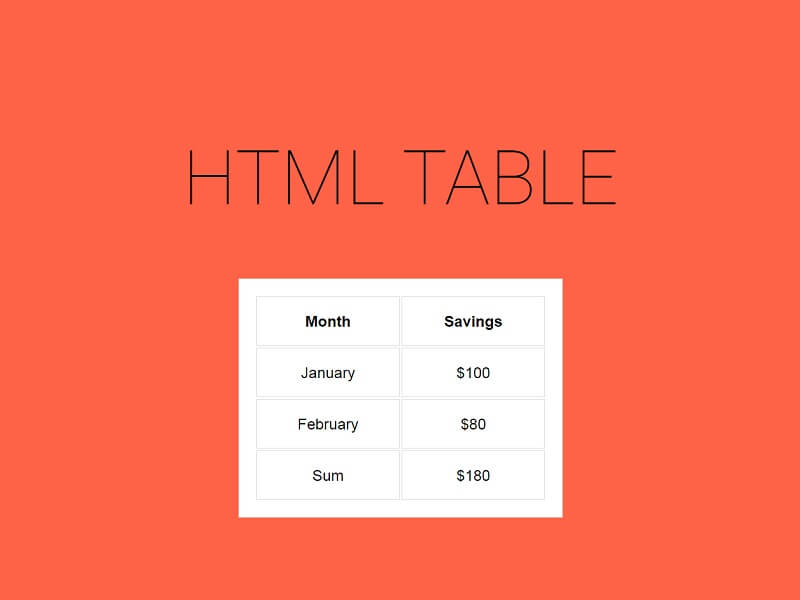 HTML TABLE
Month Savings
January $100
February $80
Sum $180